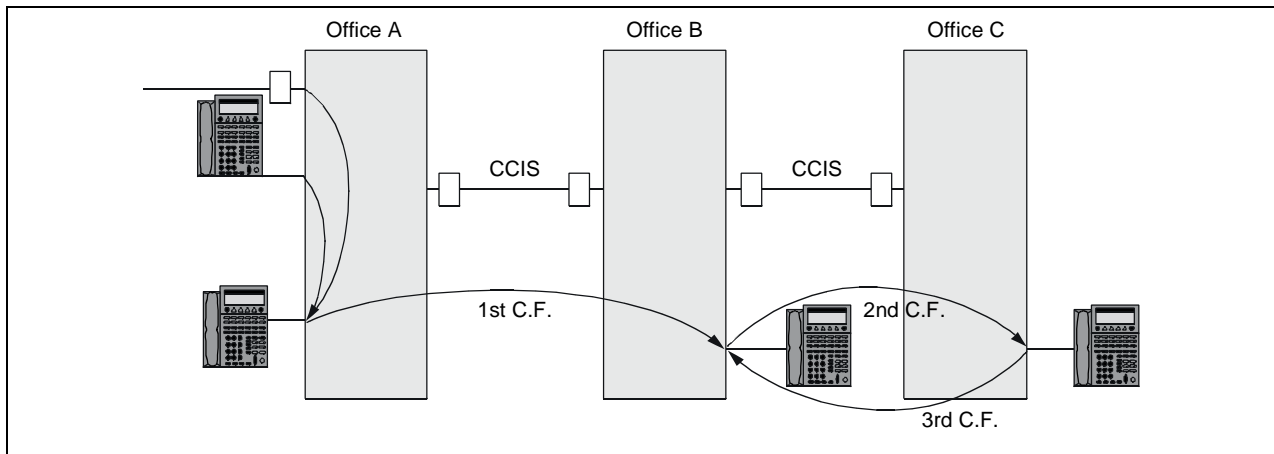 Office A
Office B
Office C
CCIS
CCIS
1st C.F.
2nd C.F.
3rd C.F.